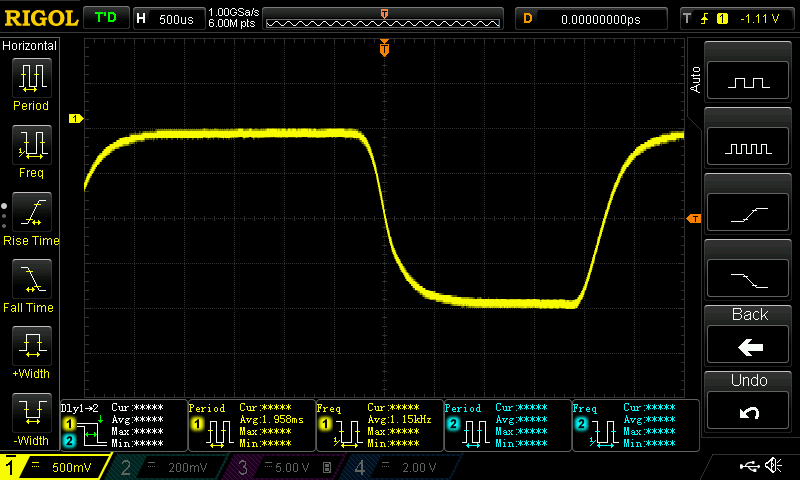 RIGOL T'D H 500us 1.00GSa/s 6.00M pts T D 0.00000000ps T 1 -1.11 V
Horizontal
Period
Freq
Rise Time
Fall Time
+Width
-Width
T
1
T
Auto
Back
Undo
Dly1→2 Cur:***** Period Cur:***** Freq Cur:***** Period Cur:***** Freq Cur:*****
1 Avg:***** 1 Avg:1.958ms 1 Avg:1.15kHz 2 Avg:***** 2 Avg:*****
2 Max:***** Max:***** Max:***** Max:***** Max:*****
Min:***** Min:***** Min:***** Min:***** Min:*****
1 500mV 2 200mV 3 5.00 V B 4 2.00 V